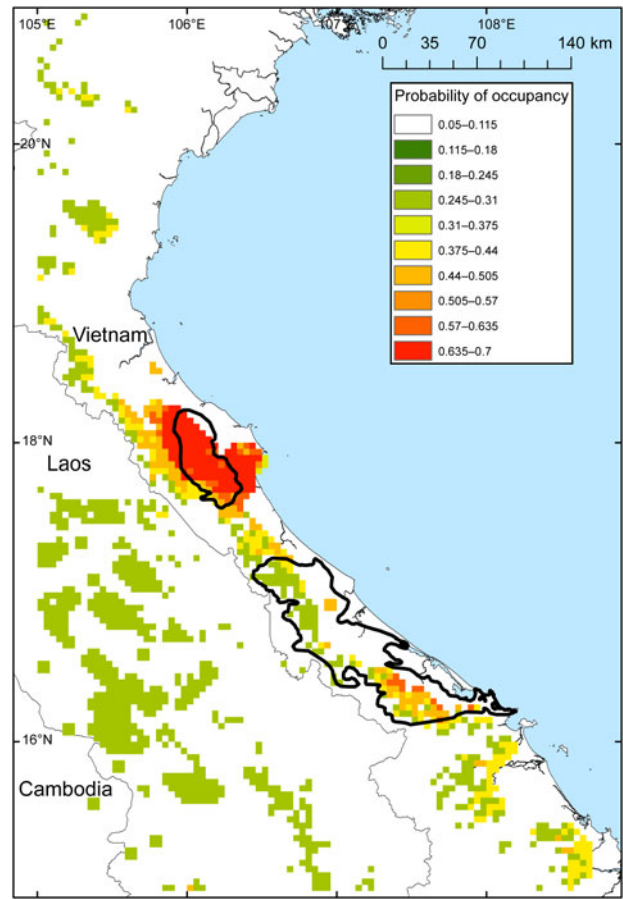 105°E 106°E 107°E 108°E
0 35 70 140 km
Probability of occupancy
0.05–0.115
0.115–0.18
0.18–0.245
0.245–0.31
0.31–0.375
0.375–0.44
0.44–0.505
0.505–0.57
0.57–0.635
0.635–0.7
20°N
Vietnam
18°N
Laos
16°N
Cambodia